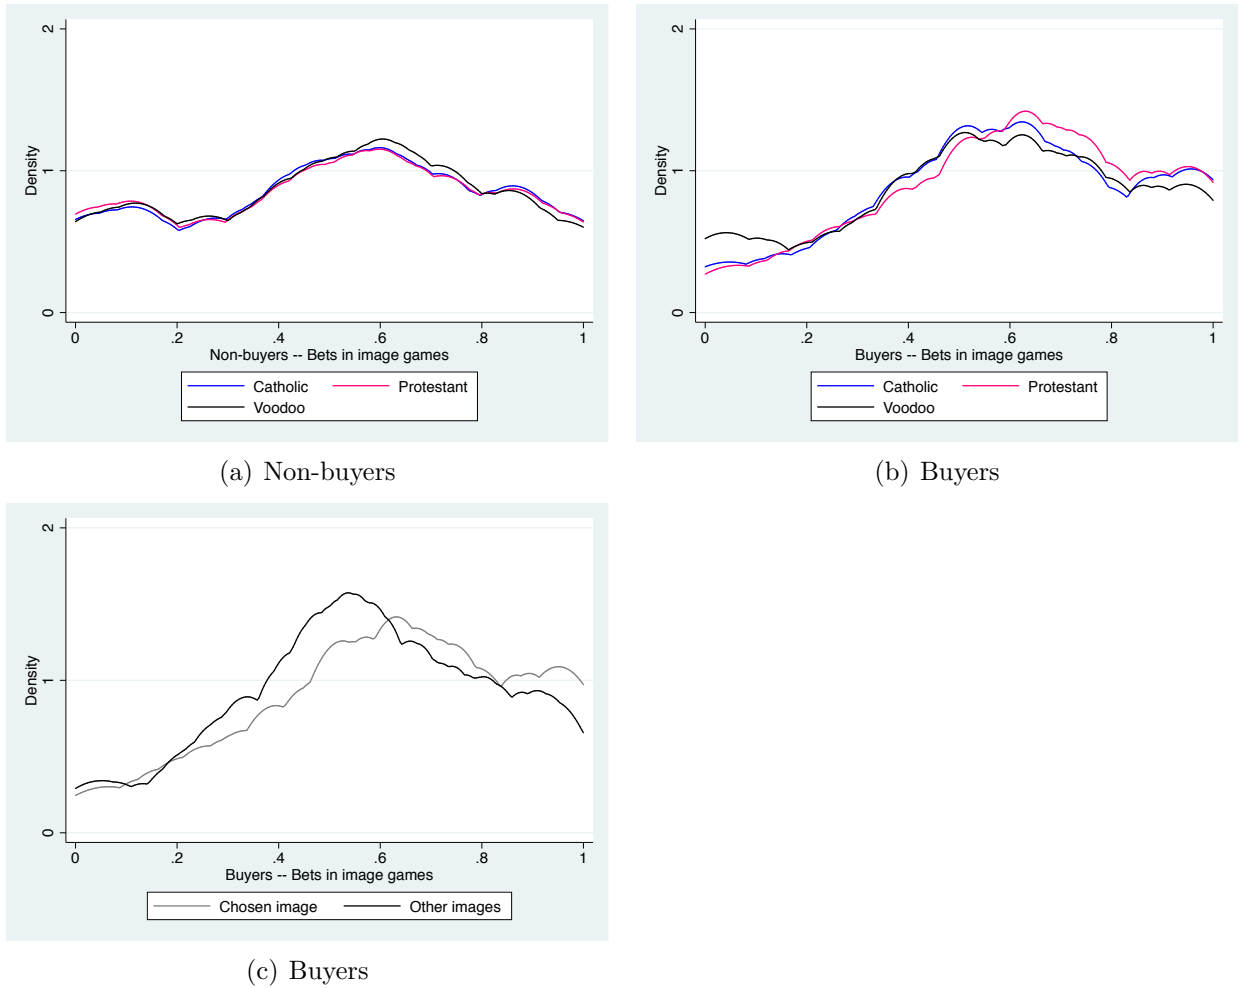 2
1
0
Density
0 .2 .4 .6 .8 1
Non-buyers -- Bets in image games
Catholic Protestant
Voodoo
(a) Non-buyers
2
1
0
Density
0 .2 .4 .6 .8 1
Buyers -- Bets in image games
Catholic Protestant
Voodoo
(b) Buyers
2
1
0
Density
0 .2 .4 .6 .8 1
Buyers -- Bets in image games
Chosen image Other images
(c) Buyers